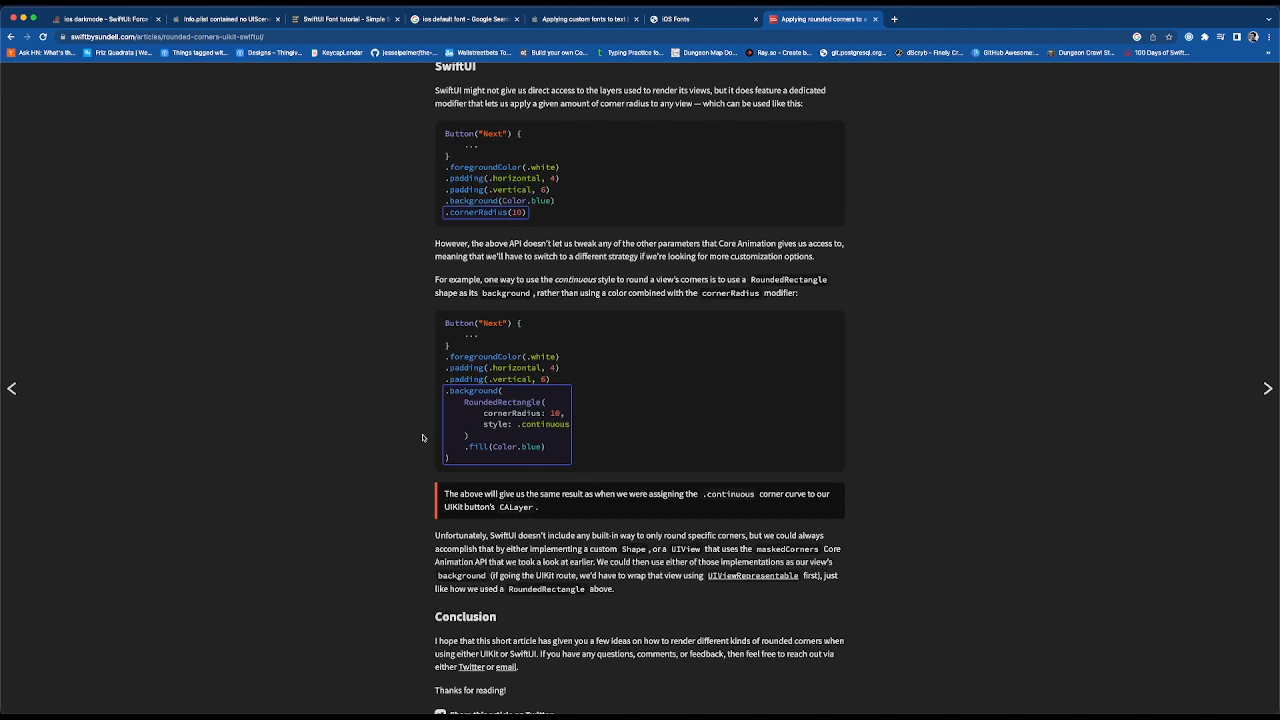 ios darkmode - SwiftUI: Force
Info.plist contained no UIScene
SwiftUI Font tutorial - Simple S
ios default font - Google Sear
Applying custom fonts to text |
iOS Fonts
Applying rounded corners to a
swiftbysundell.com/articles/rounded-corners-uikit-swiftui/
Ask HN: What's th...
Friz Quadrata | We...
Things tagged wit...
Designs - Thingiv...
KeycapLendar
jesselpalmer/the-...
Wallstreetbets To...
Build your own Co...
Typing Practice fo...
Dungeon Map Do...
Ray.so - Create b...
git.postgresql.org...
dScryb – Finely Cr...
GitHub Awesome:...
Dungeon Crawl St...
100 Days of Swift...
SwiftUI
SwiftUI might not give us direct access to the layers used to render its views, but it does feature a dedicated
modifier that lets us apply a given amount of corner radius to any view — which can be used like this:
Button("Next") {
...
}
.foregroundColor(.white)
.padding(.horizontal, 4)
.padding(.vertical, 6)
.background(Color.blue)
.cornerRadius(10)
However, the above API doesn't let us tweak any of the other parameters that Core Animation gives us access to,
meaning that we'll have to switch to a different strategy if we're looking for more customization options.
For example, one way to use the continuous style to round a view's corners is to use a RoundedRectangle
shape as its background, rather than using a color combined with the cornerRadius modifier:
Button("Next") {
...
}
.foregroundColor(.white)
.padding(.horizontal, 4)
.padding(.vertical, 6)
.background(
RoundedRectangle(
cornerRadius: 10,
style: .continuous
)
.fill(Color.blue)
)
The above will give us the same result as when we were assigning the .continuous corner curve to our
UIKit button's CALayer.
Unfortunately, SwiftUI doesn't include any built-in way to only round specific corners, but we could always
accomplish that by either implementing a custom Shape, or a UIView that uses the maskedCorners Core
Animation API that we took a look at earlier. We could then use either of those implementations as our view's
background (if going the UIKit route, we'd have to wrap that view using UIViewRepresentable first), just
like how we used a RoundedRectangle above.
Conclusion
I hope that this short article has given you a few ideas on how to render different kinds of rounded corners when
using either UIKit or SwiftUI. If you have any questions, comments, or feedback, then feel free to reach out via
either Twitter or email.
Thanks for reading!
Share this article on Twitter